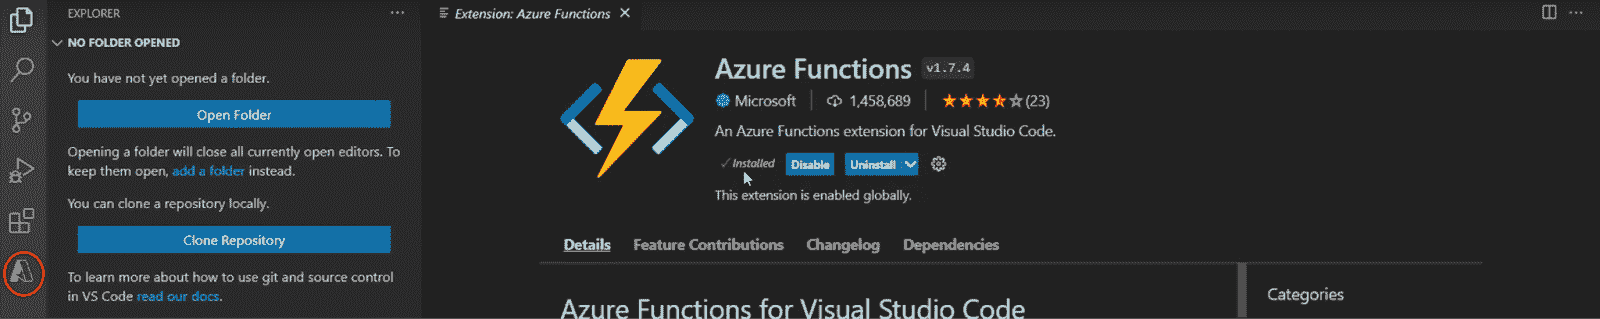 EXPLORER
NO FOLDER OPENED
You have not yet opened a folder.
Open Folder
Opening a folder will close all currently open editors. To
keep them open, add a folder instead.
You can clone a repository locally.
Clone Repository
To learn more about how to use git and source control
in VS Code read our docs.
Extension: Azure Functions
Azure Functions v1.7.4
Microsoft 1,458,689 (23)
An Azure Functions extension for Visual Studio Code.
Installed Disable Uninstall
This extension is enabled globally.
Details Feature Contributions Changelog Dependencies
Azure Functions for Visual Studio Code
Categories